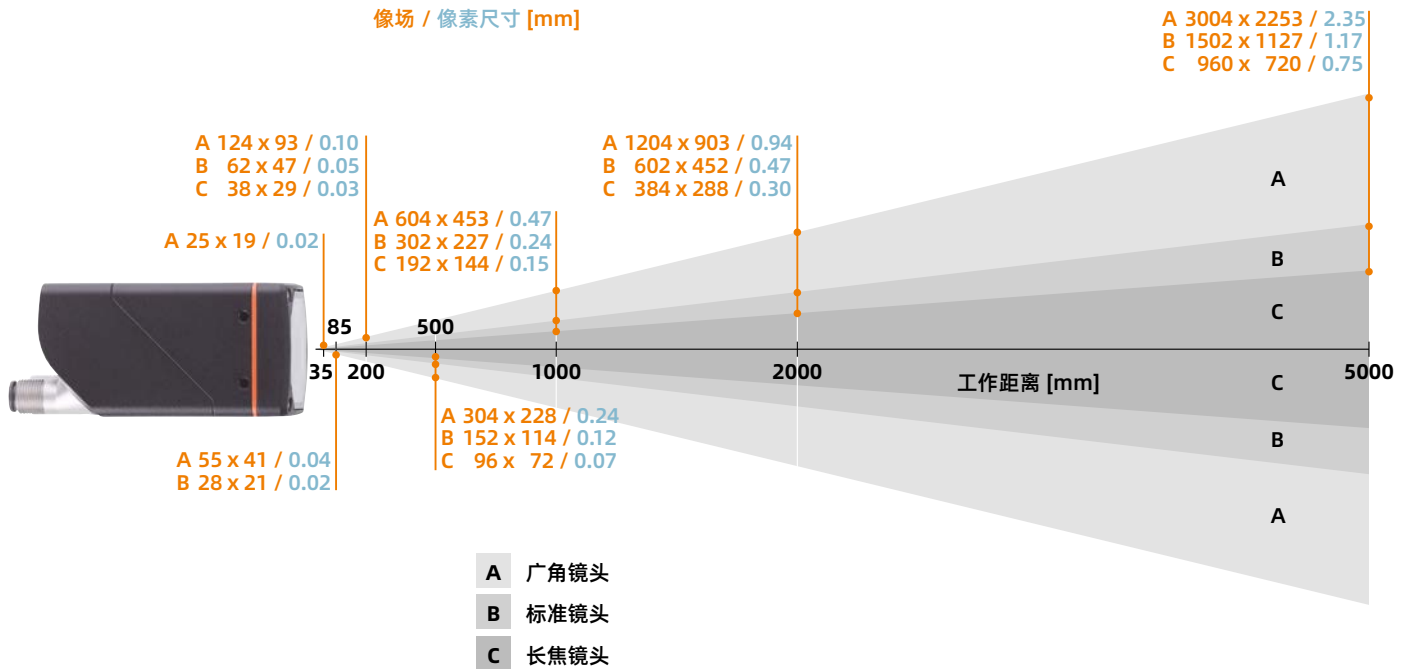 像场 / 像素尺寸 [mm]
A 3004 x 2253 / 2.35
B 1502 x 1127 / 1.17
C 960 x 720 / 0.75
A 124 x 93 / 0.10
B 62 x 47 / 0.05
C 38 x 29 / 0.03
A 1204 x 903 / 0.94
B 602 x 452 / 0.47
C 384 x 288 / 0.30
A 604 x 453 / 0.47
B 302 x 227 / 0.24
C 192 x 144 / 0.15
A 25 x 19 / 0.02
A
B
C
85
500
35
200
1000
2000
工作距离 [mm]
5000
C
B
A
A 304 x 228 / 0.24
B 152 x 114 / 0.12
C 96 x 72 / 0.07
A 55 x 41 / 0.04
B 28 x 21 / 0.02
A 广角镜头
B 标准镜头
C 长焦镜头